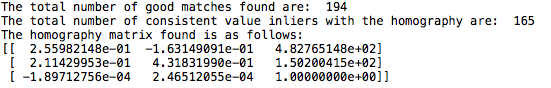 The total number of good matches found are:  194
The total number of consistent value inliers with the homography are:  165
The homography matrix found is as follows:
[[  2.55982148e-01  -1.63149091e-01   4.82765148e+02]
 [  2.11429953e-01   4.31831990e-01   1.50200415e+02]
 [ -1.89712756e-04   2.46512055e-04   1.00000000e+00]]